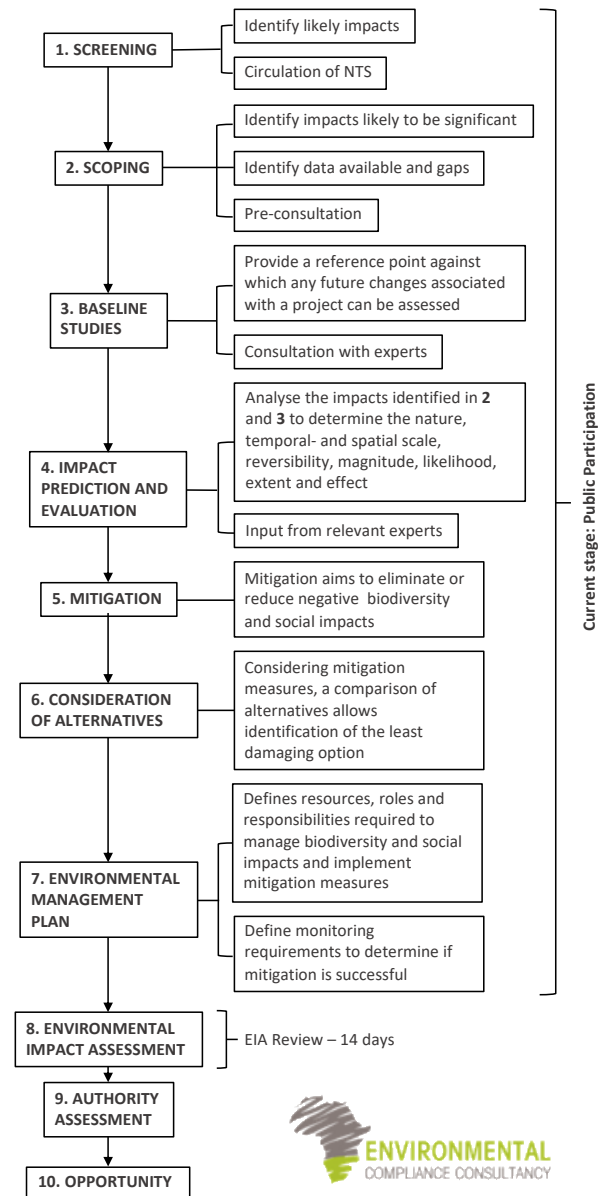 1. SCREENING
Identify likely impacts
Circulation of NTS
2. SCOPING
Identify impacts likely to be significant
Identify data available and gaps
Pre-consultation
3. BASELINE
STUDIES
Provide a reference point against
which any future changes associated
with a project can be assessed
Consultation with experts
4. IMPACT
PREDICTION AND
EVALUATION
Analyse the impacts identified in 2
and 3 to determine the nature,
temporal- and spatial scale,
reversibility, magnitude, likelihood,
extent and effect
Input from relevant experts
5. MITIGATION
Mitigation aims to eliminate or
reduce negative biodiversity
and social impacts
6. CONSIDERATION
OF ALTERNATIVES
Considering mitigation
measures, a comparison of
alternatives allows
identification of the least
damaging option
7. ENVIRONMENTAL
MANAGEMENT
PLAN
Defines resources, roles and
responsibilities required to
manage biodiversity and social
impacts and implement
mitigation measures
Define monitoring
requirements to determine if
mitigation is successful
Current stage: Public Participation
8. ENVIRONMENTAL
IMPACT ASSESSMENT
EIA Review – 14 days
9. AUTHORITY
ASSESSMENT
10. OPPORTUNITY
ENVIRONMENTAL
COMPLIANCE CONSULTANCY